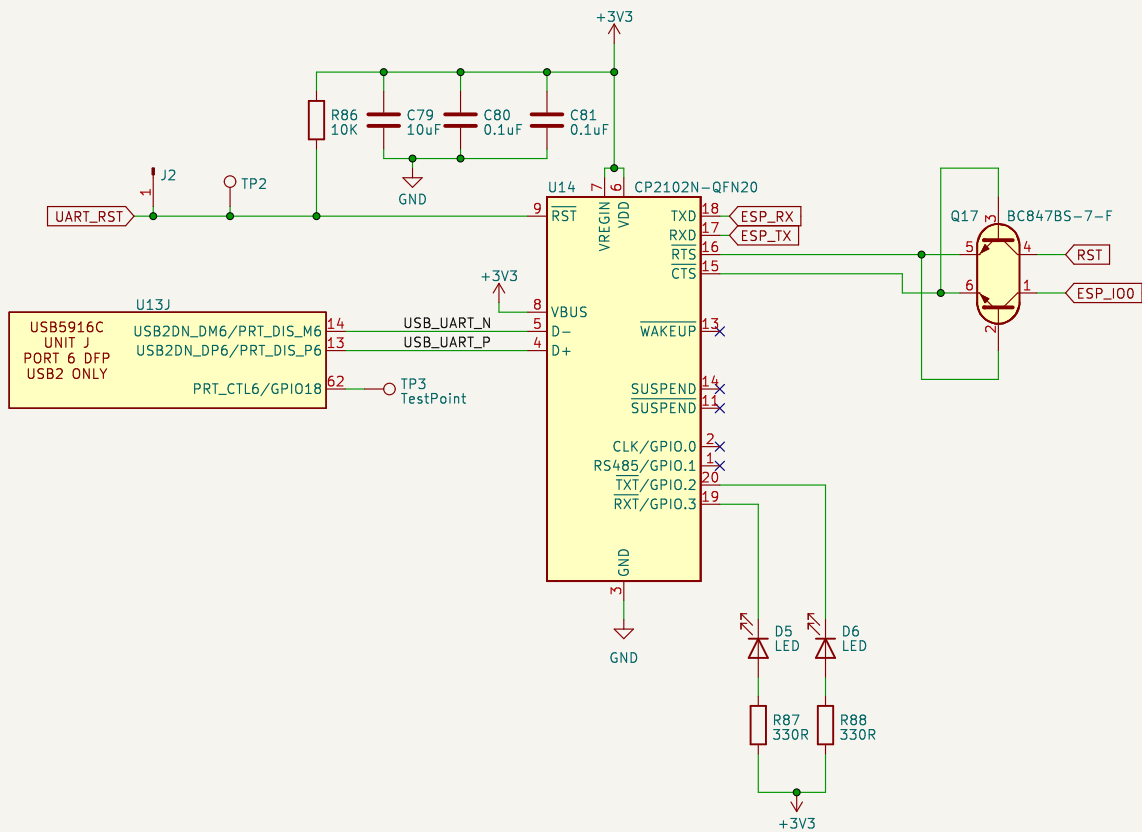 +3V3
R86
10K
C79
10uF
C80
0.1uF
C81
0.1uF
GND
J2
1
TP2
UART_RST
U14
CP2102N-QFN20
7
6
9
RST
VREGIN
VDD
TXD
18
ESP_RX
RXD
17
ESP_TX
RTS
16
CTS
15
+3V3
8
VBUS
5
D-
4
D+
WAKEUP
13
SUSPEND
14
SUSPEND
11
CLK/GPIO.0
2
RS485/GPIO.1
1
TXT/GPIO.2
20
RXT/GPIO.3
19
GND
3
GND
U13J
USB5916C
UNIT J
PORT 6 DFP
USB2 ONLY
USB2DN_DM6/PRT_DIS_M6
14
USB_UART_N
USB2DN_DP6/PRT_DIS_P6
13
USB_UART_P
PRT_CTL6/GPIO18
62
TP3
TestPoint
Q17
BC847BS-7-F
3
5
4
RST
6
1
ESP_IO0
2
D5
LED
D6
LED
R87
330R
R88
330R
+3V3